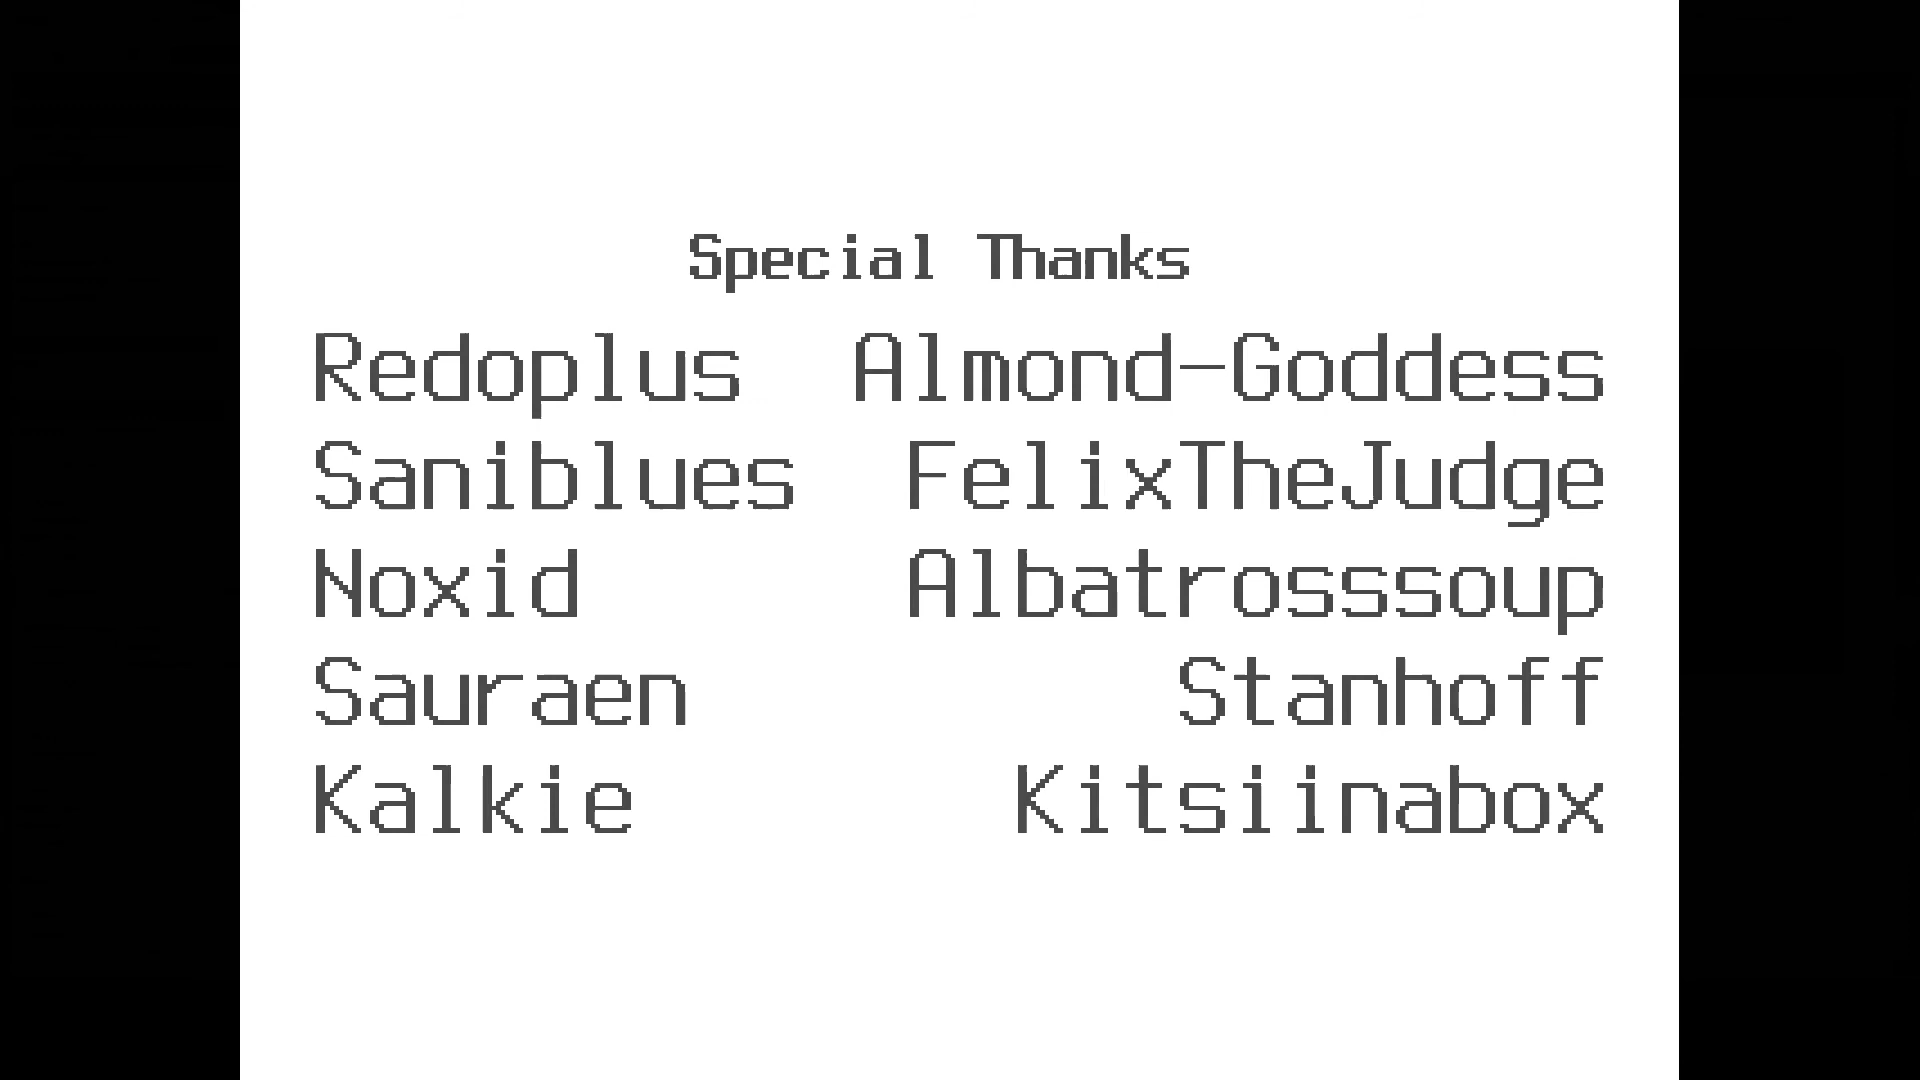 Special Thanks
Redoplus Almond-Goddess
Saniblues FelixTheJudge
Noxid Albatrosssoup
Sauraen Stanhoff
Kalkie Kitsiinabox